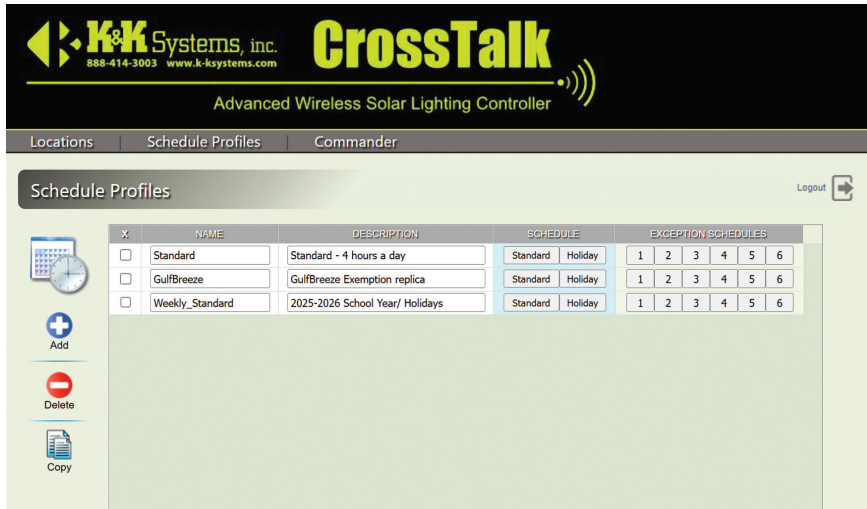 K&K Systems, inc.
888-414-3003 www.k-ksystems.com
CrossTalk
Advanced Wireless Solar Lighting Controller
Locations Schedule Profiles Commander
Schedule Profiles
Logout
X NAME DESCRIPTION SCHEDULE EXCEPTION SCHEDULES
Standard Standard - 4 hours a day Standard Holiday 1 2 3 4 5 6
GulfBreeze GulfBreeze Exemption replica Standard Holiday 1 2 3 4 5 6
Weekly_Standard 2025-2026 School Year/ Holidays Standard Holiday 1 2 3 4 5 6
Add
Delete
Copy